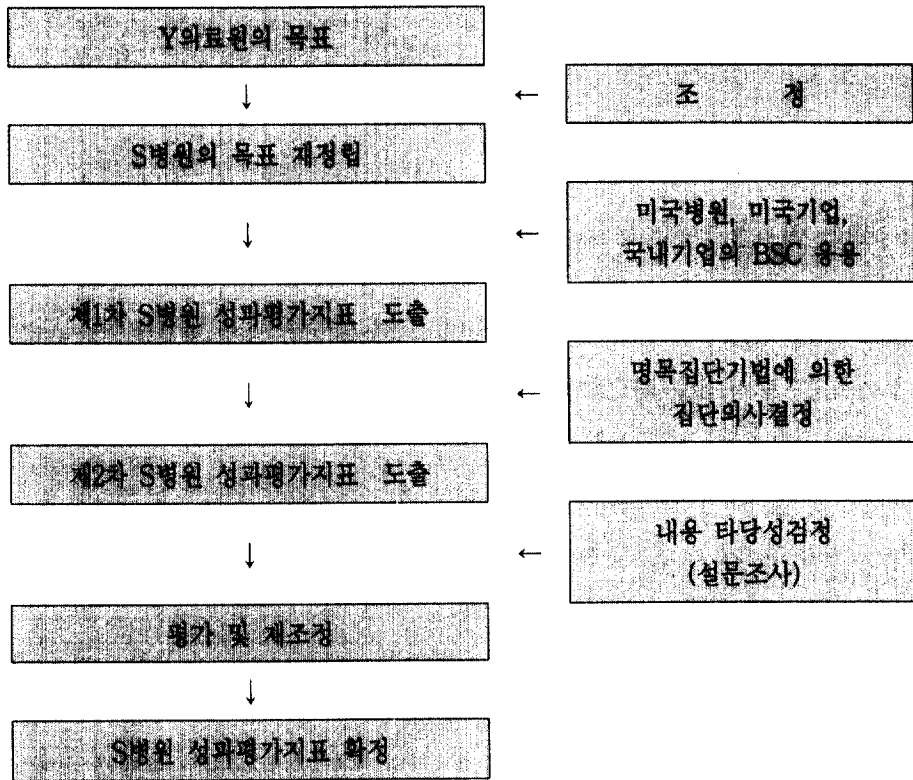 Y의료원의 목표
조 정
S병원의 목표 재정립
미국병원, 미국기업,
국내기업의 BSC 응용
제1차 S병원 성과평가지표 도출
명목집단기법에 의한
집단의사결정
제2차 S병원 성과평가지표 도출
내용 타당성검정
(설문조사)
평가 및 재조정
S병원 성과평가지표 확정